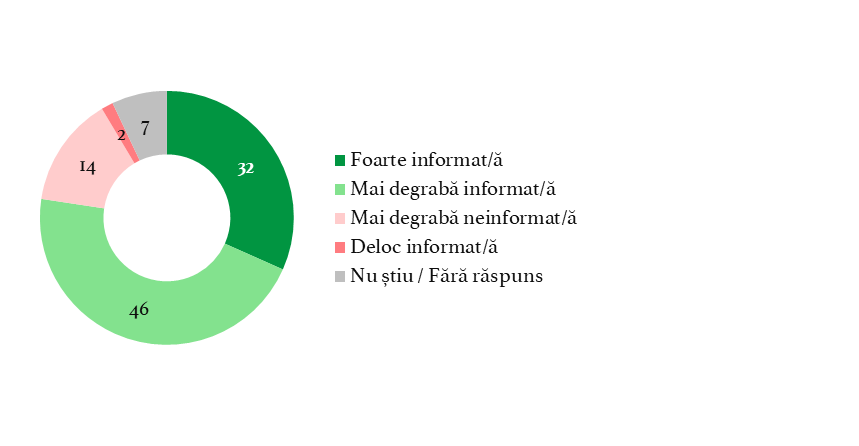 7
2
14
32
46
Foarte informat/ă
Mai degrabă informat/ă
Mai degrabă neinformat/ă
Deloc informat/ă
Nu știu / Fără răspuns